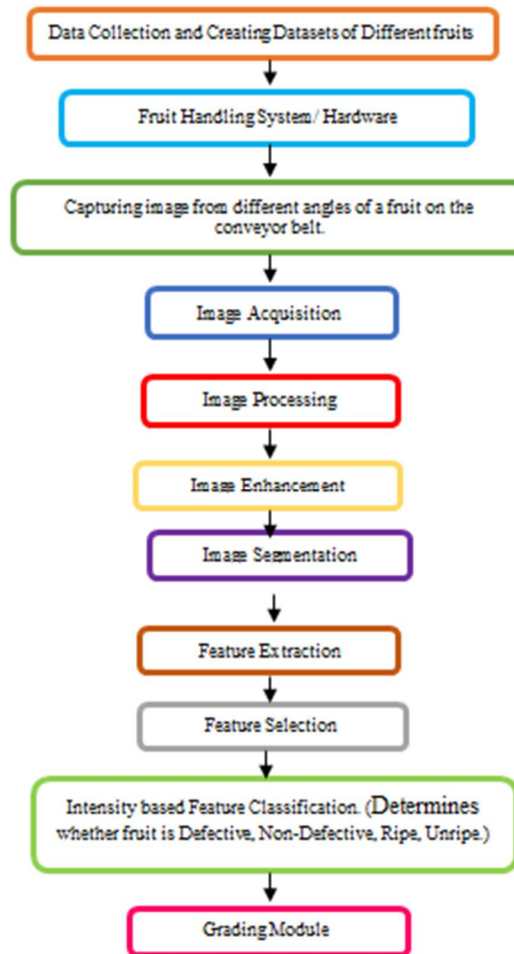 Data Collection and Creating Datasets of Different fruits
Fruit Handling System/ Hardware
Capturing image from different angles of a fruit on the
conveyor belt.
Image Acquisition
Image Processing
Image Enhancement
Image Segmentation
Feature Extraction
Feature Selection
Intensity based Feature Classification. (Determines
whether fruit is Defective, Non-Defective, Ripe, Unripe.)
Grading Module